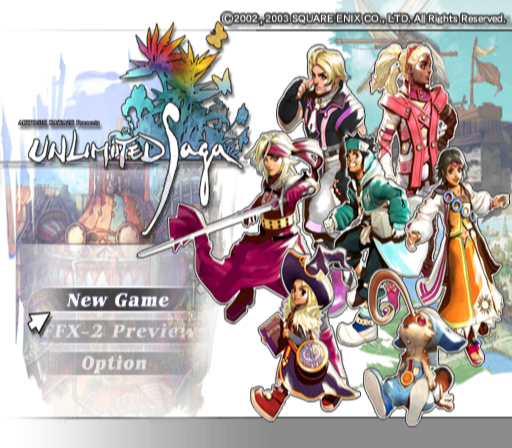 ©2002, 2003 SQUARE ENIX CO., LTD. All Rights Reserved.
AKITOSHI KAWAZU Presents
UNLIMITED Saga
New Game
FFX-2 Preview
Option